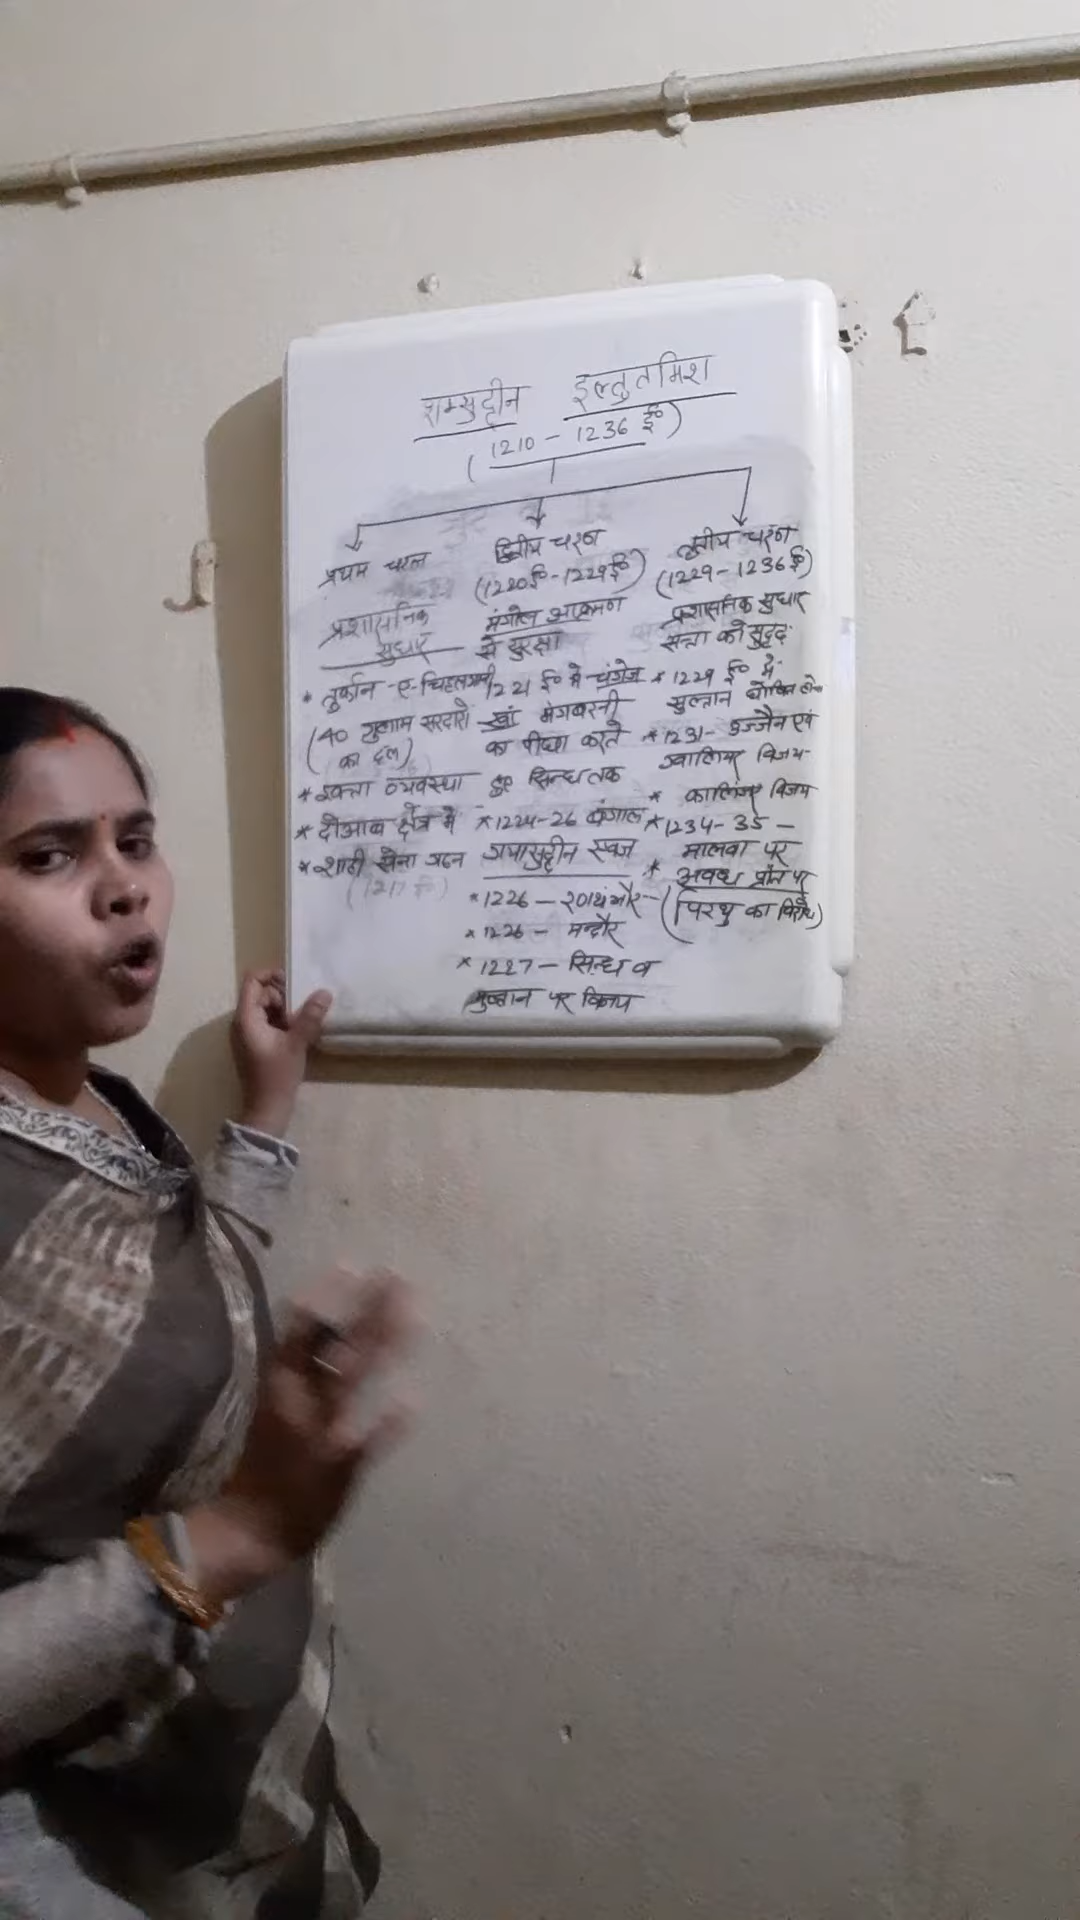 शम्सुद्दीन इल्तुतमिश
(1210 – 1236 ई०)
प्रथम चरण
प्रशासनिक
सुधार
* तुर्कान-ए-चिहलगानी
(40 गुलाम सरदारों
का दल)
* इक्ता व्यवस्था
* दोआब क्षेत्र में
* शाही सेना गठन
(1217 ई०)
द्वितीय चरण
(1220ई०-1229ई०)
मंगोल आक्रमण
से सुरक्षा
1221 ई० में चंगेज
खां मंगबरनी
का पीछा करते
हुए सिन्ध तक
* 1224-26 बंगाल
ग्यासुद्दीन
* 1226 – रणथंभौर
* 1226 – मन्दौर
* 1227 – सिन्ध व
मुल्तान पर विजय
तृतीय चरण
(1229-1236 ई०)
प्रशासनिक सुधार
सत्ता को सुदृढ़
* 1229 ई० में
सुल्तान घोषित
* 1231- उज्जैन एवं
ग्वालियर विजय-
* कालिंजर विजय
* 1234-35 –
मालवा पर
* अवध प्रांत पर
(पिरथु का विद्रोह)